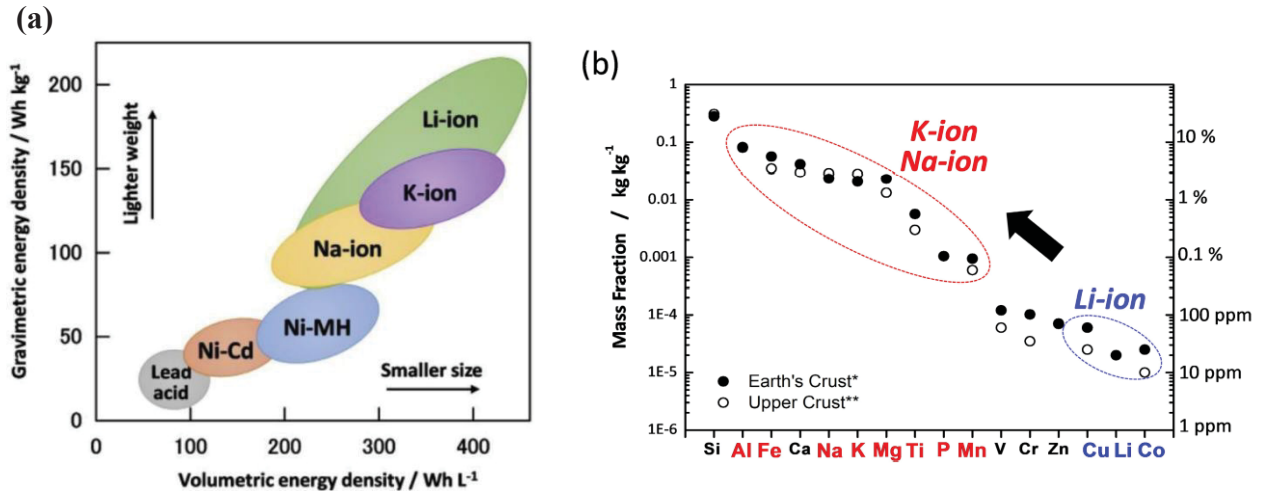 (a)
Gravimetric energy density / Wh kg⁻¹
200
150
100
50
0
Lighter weight
Li-ion
K-ion
Na-ion
Ni-MH
Ni-Cd
Lead
acid
Smaller size
0 100 200 300 400
Volumetric energy density / Wh L⁻¹
(b)
Mass Fraction / kg kg⁻¹
1
0.1
0.01
0.001
1E-4
1E-5
1E-6
K-ion
Na-ion
Li-ion
10 %
1 %
0.1 %
100 ppm
10 ppm
1 ppm
Earth's Crust*
Upper Crust**
Si Al Fe Ca Na K Mg Ti P Mn V Cr Zn Cu Li Co